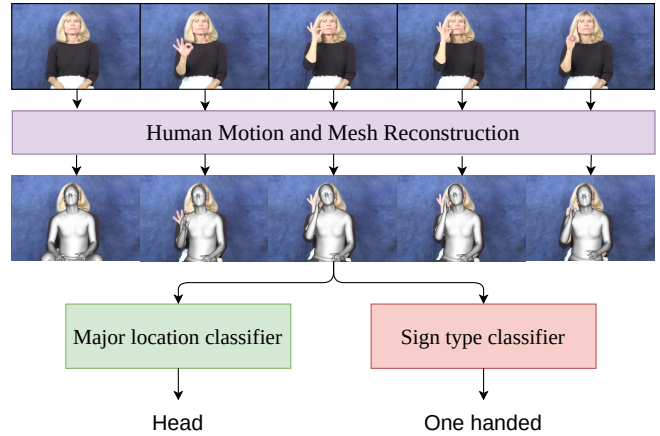 Human Motion and Mesh Reconstruction
Major location classifier
Sign type classifier
Head
One handed